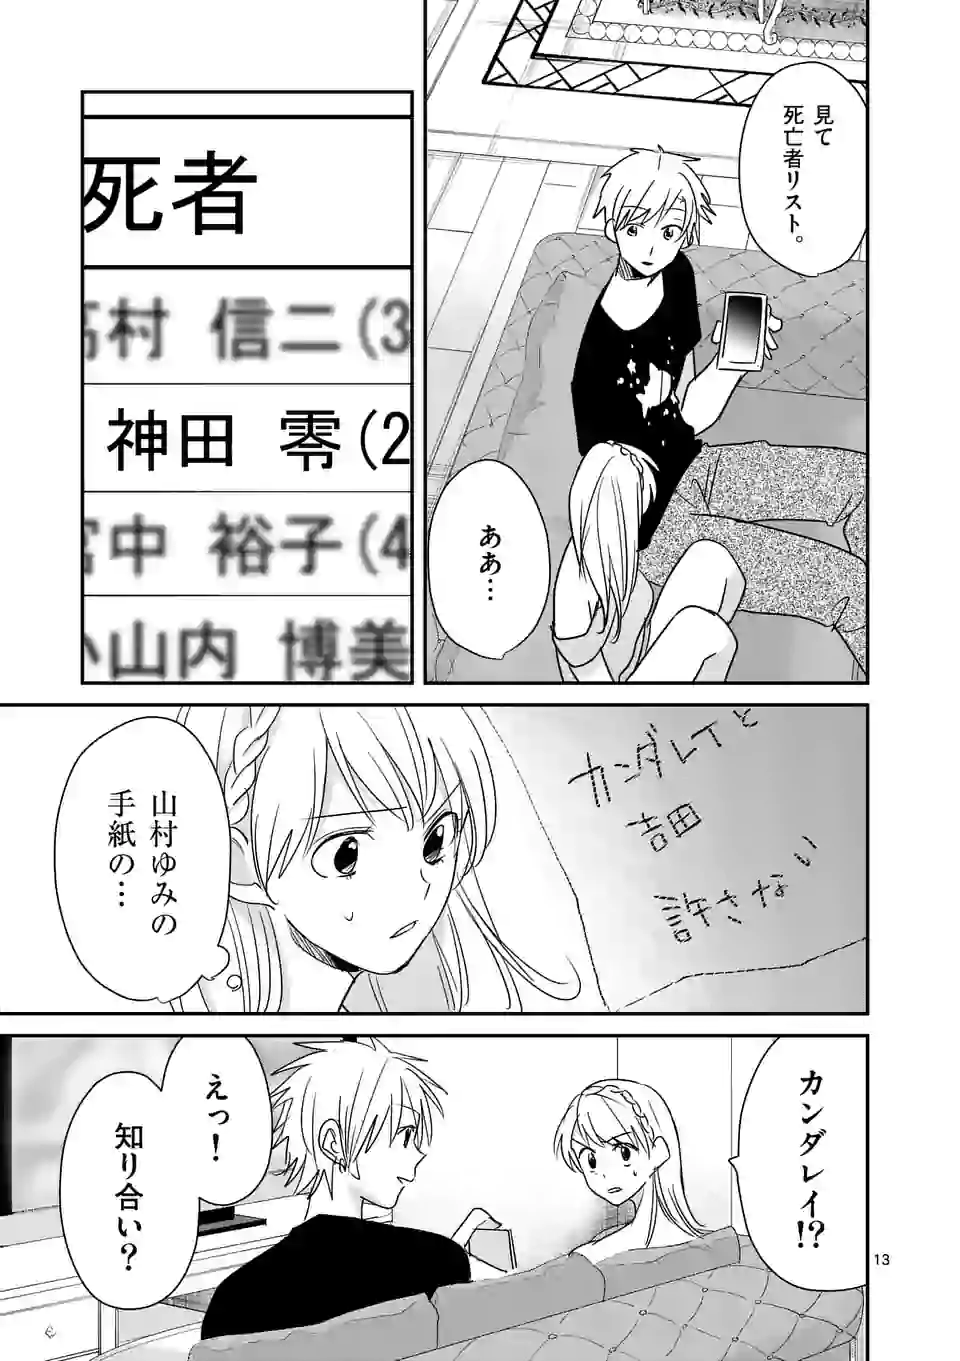 見て
死亡者リスト。
ああ…
死者
村 信二(3
神田 零(2
宮中 裕子(4
小山内 博美
カンダレイと
吉田
許さない
山村ゆみの
手紙の…
カンダレイ!?
えっ！
知り合い？
13